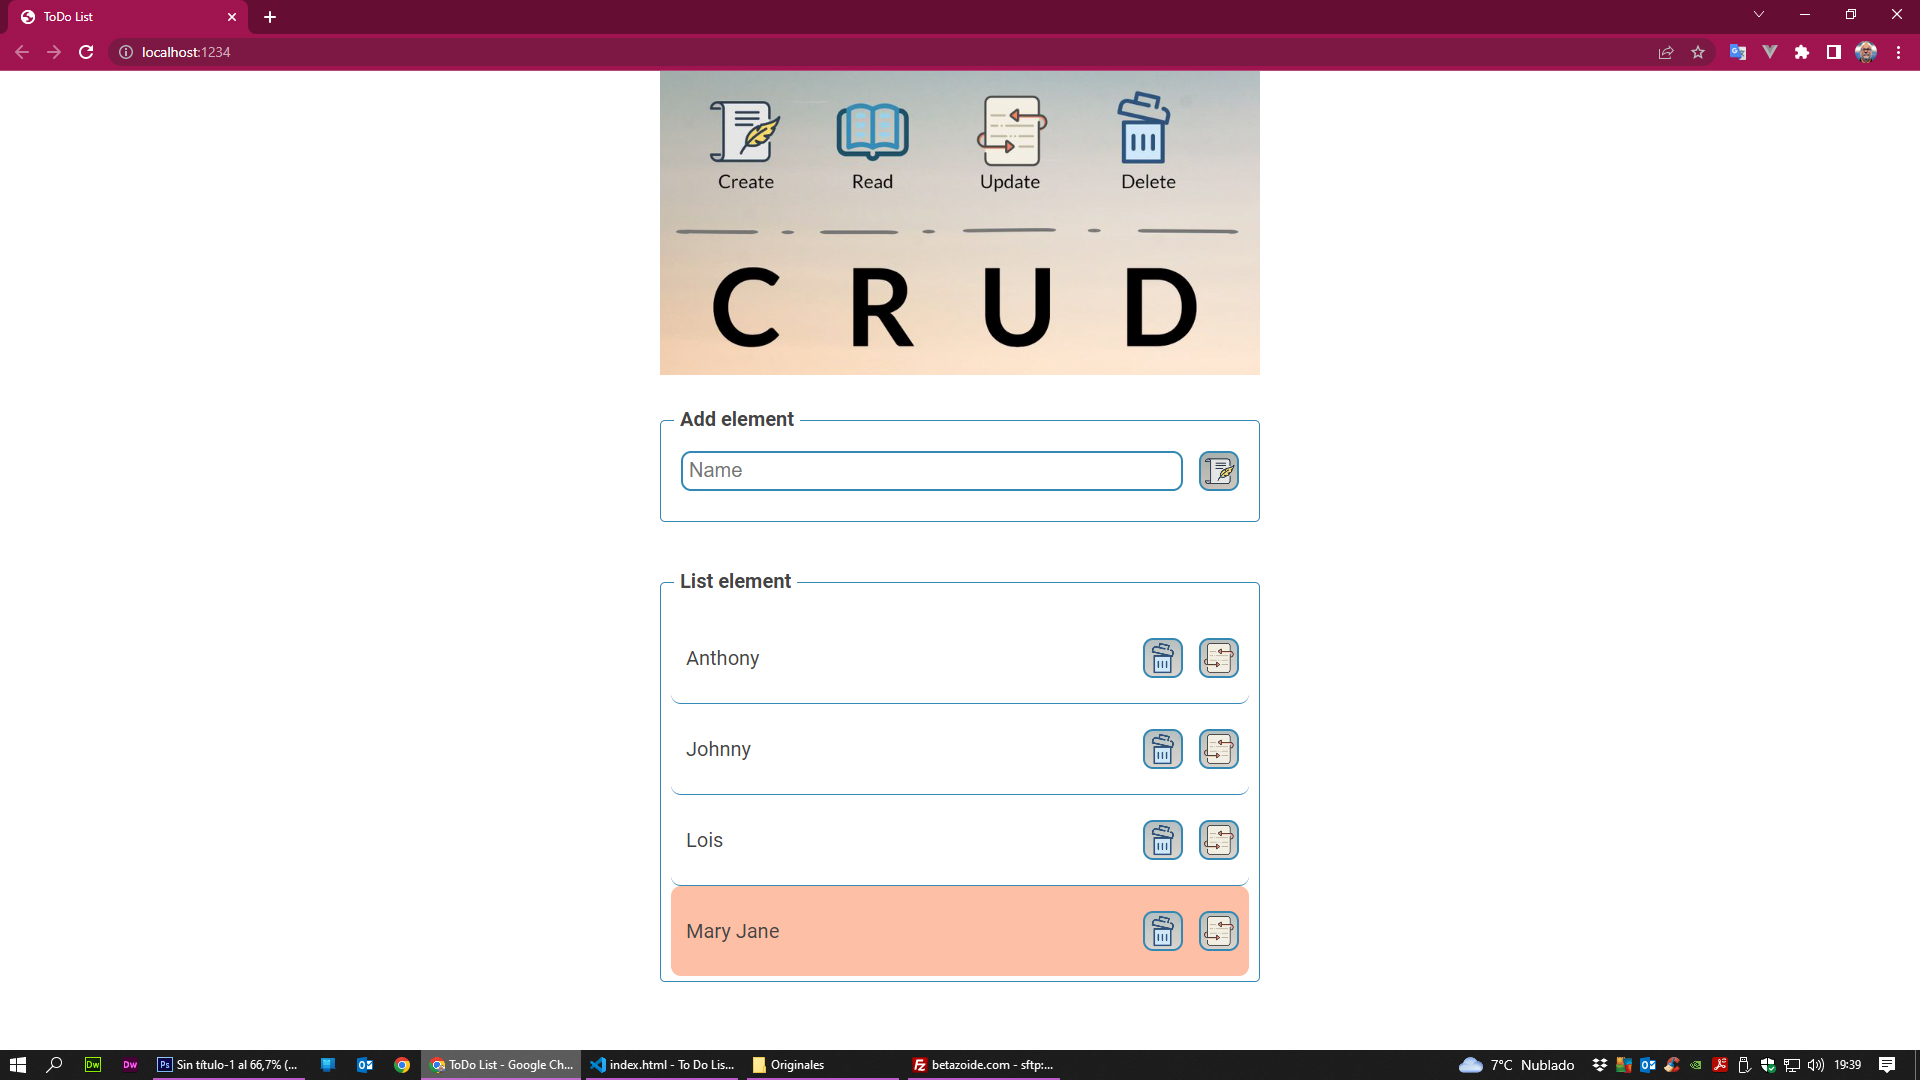 ToDo List
localhost:1234
Create Read Update Delete
C R U D
Add element
Name
List element
Anthony
Johnny
Lois
Mary Jane
Sin título-1 al 66,7% (... ToDo List - Google Ch... index.html - To Do Lis... Originales betazoide.com - sftp:... 7°C Nublado 19:39